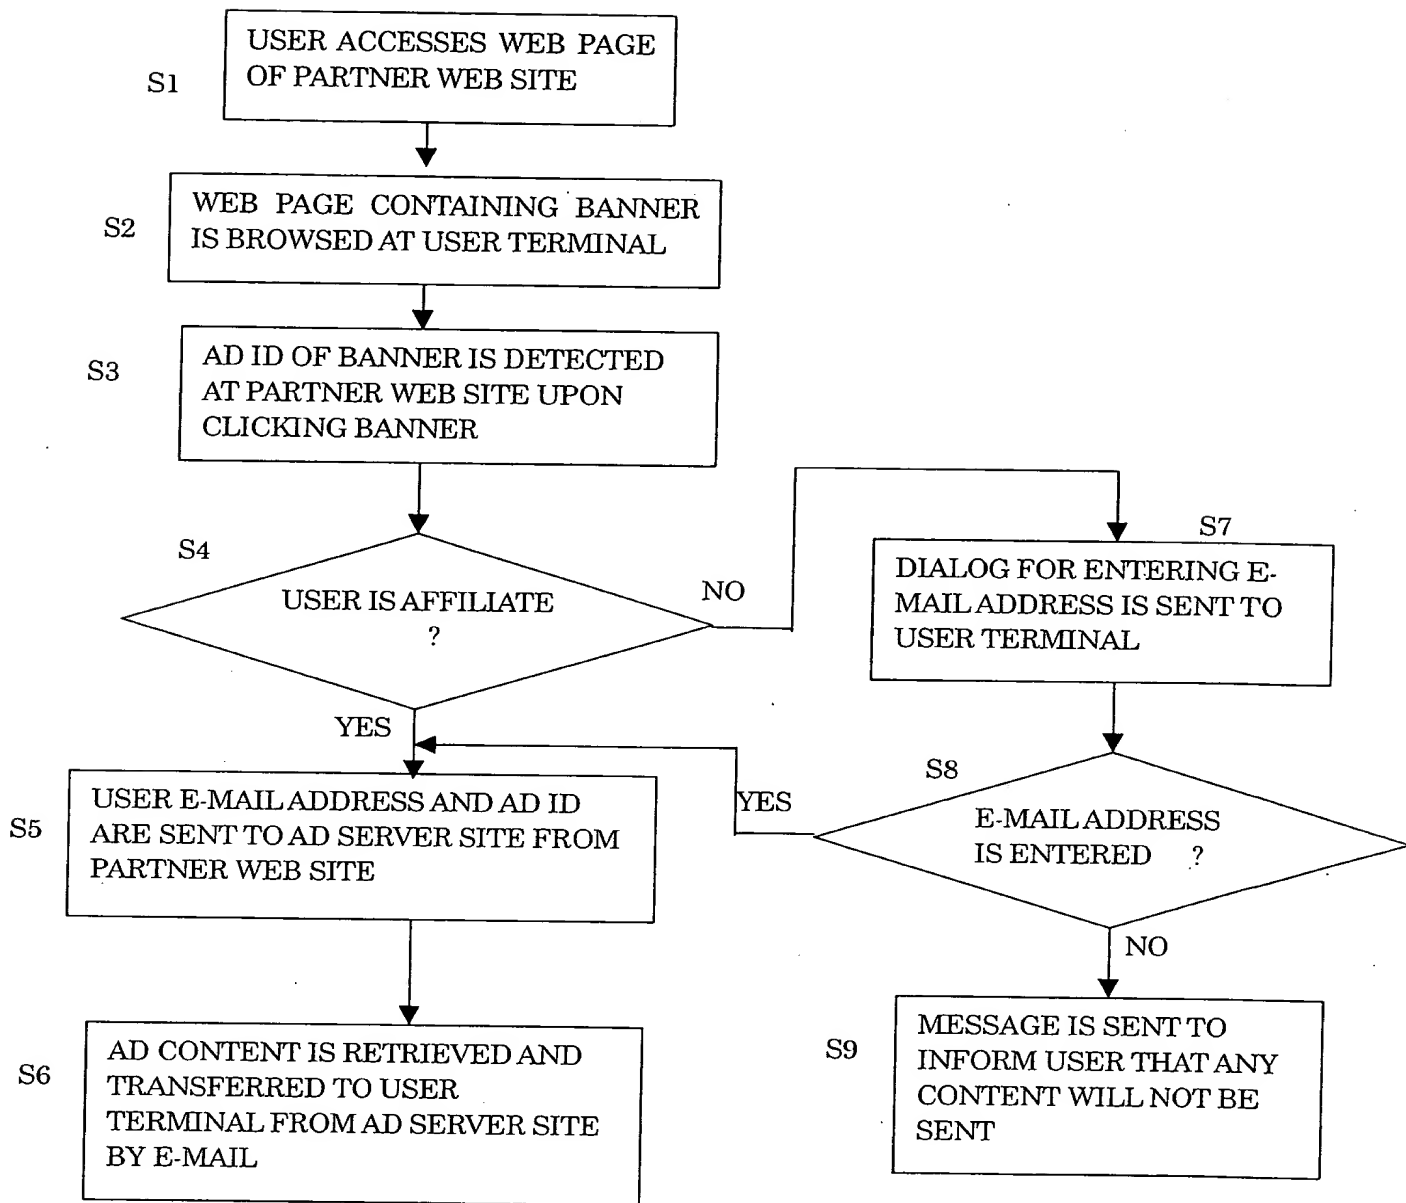 S1
USER ACCESSES WEB PAGE
OF PARTNER WEB SITE
S2
WEB PAGE CONTAINING BANNER
IS BROWSED AT USER TERMINAL
S3
AD ID OF BANNER IS DETECTED
AT PARTNER WEB SITE UPON
CLICKING BANNER
S4
USER IS AFFILIATE
?
NO
YES
S7
DIALOG FOR ENTERING E-
MAIL ADDRESS IS SENT TO
USER TERMINAL
S8
E-MAIL ADDRESS
IS ENTERED ?
YES
NO
S5
USER E-MAIL ADDRESS AND AD ID
ARE SENT TO AD SERVER SITE FROM
PARTNER WEB SITE
S6
AD CONTENT IS RETRIEVED AND
TRANSFERRED TO USER
TERMINAL FROM AD SERVER SITE
BY E-MAIL
S9
MESSAGE IS SENT TO
INFORM USER THAT ANY
CONTENT WILL NOT BE
SENT